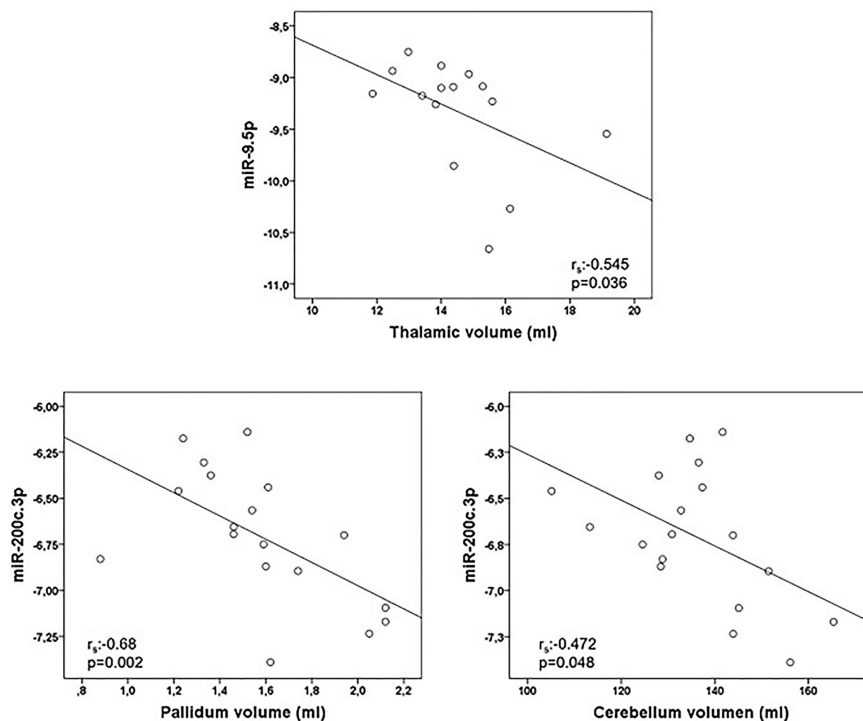 -8,5
-9,0
-9,5
-10,0
-10,5
-11,0
miR-9.5p
rs:-0.545
p=0.036
10 12 14 16 18 20
Thalamic volume (ml)
-6,00
-6,25
-6,50
-6,75
-7,00
-7,25
miR-200c.3p
rs:-0.68
p=0.002
,8 1,0 1,2 1,4 1,6 1,8 2,0 2,2
Pallidum volume (ml)
-6,0
-6,3
-6,5
-6,8
-7,0
-7,3
miR-200c.3p
rs:-0.472
p=0.048
100 120 140 160
Cerebellum volumen (ml)